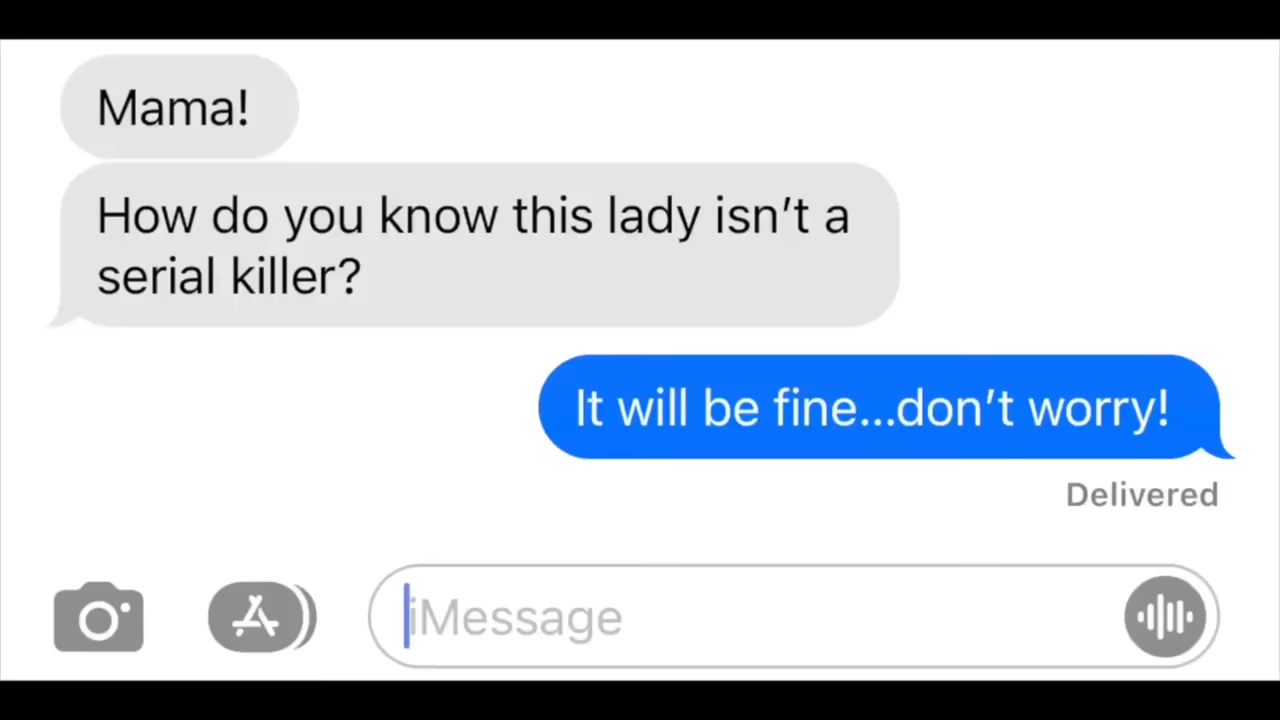 Mama!
How do you know this lady isn’t a
serial killer?
It will be fine...don’t worry!
Delivered
iMessage